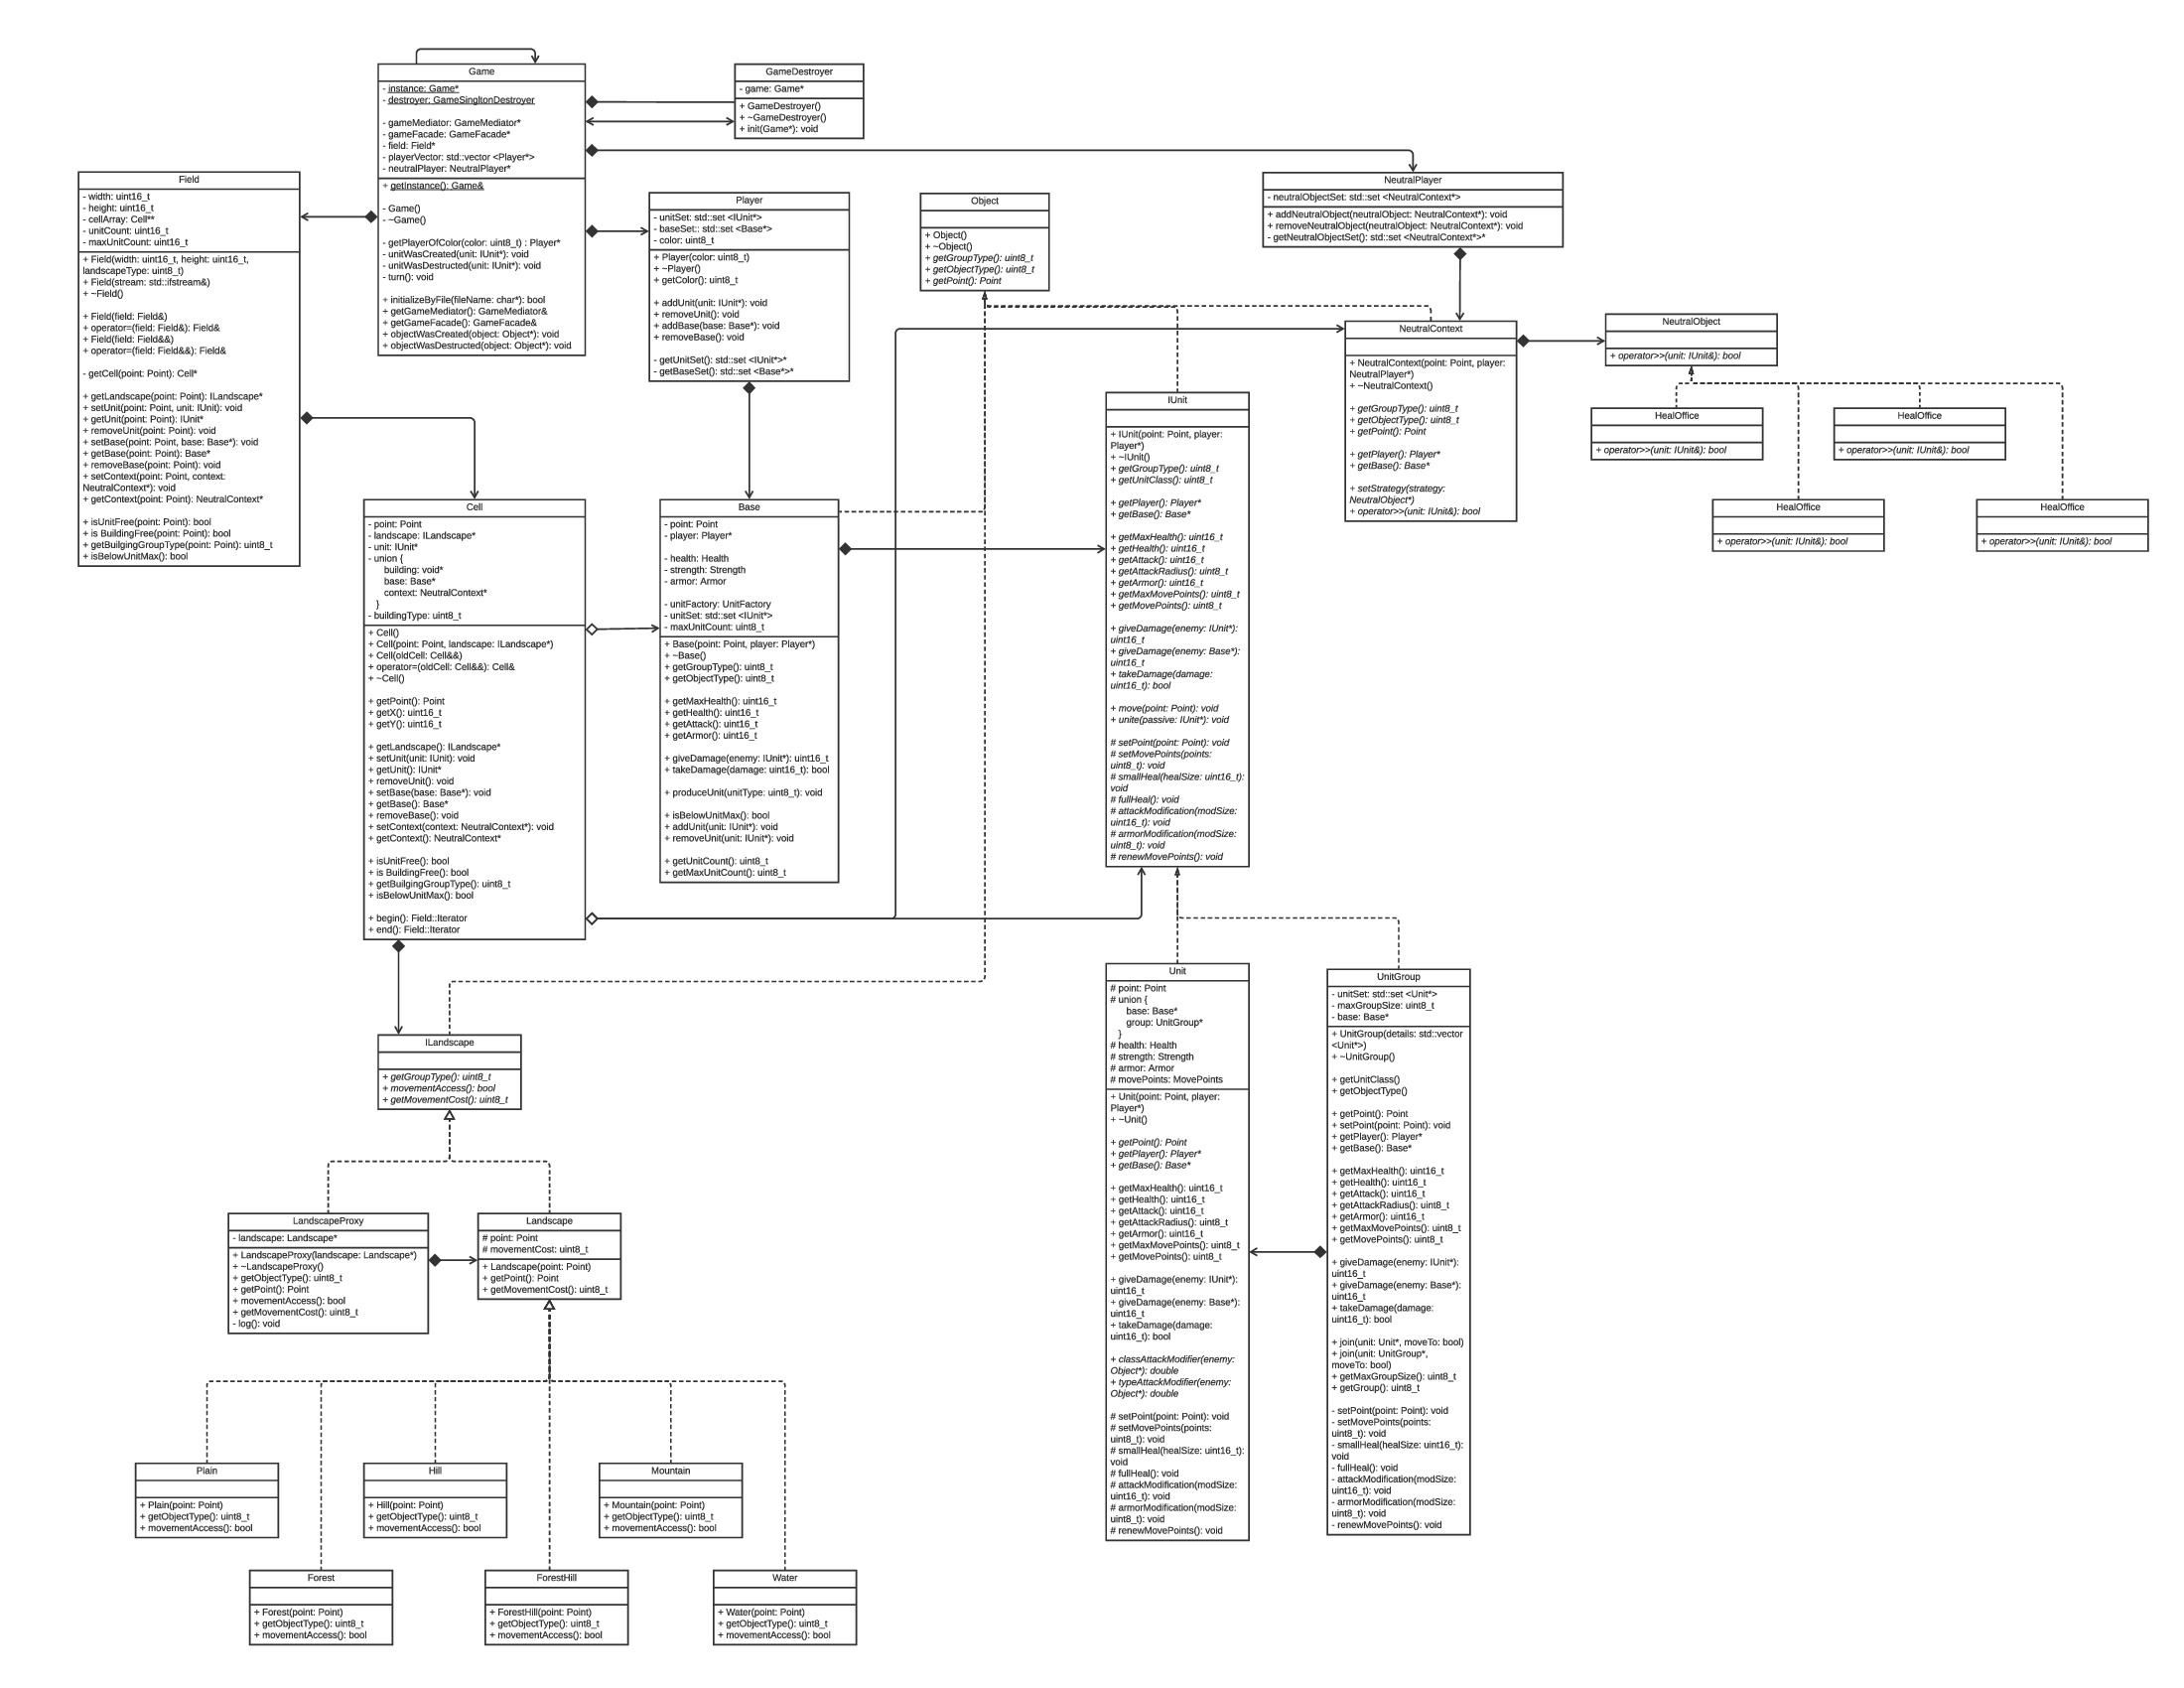 Game
- instance: Game*
- destroyer: GameSingltonDestroyer
- gameMediator: GameMediator*
- gameFacade: GameFacade*
- field: Field*
- playerVector: std::vector <Player*>
- neutralPlayer: NeutralPlayer*
+ getInstance(): Game&
- Game()
- ~Game()
- getPlayerOfColor(color: uint8_t) : Player*
- unitWasCreated(unit: IUnit*): void
- unitWasDestructed(unit: IUnit*): void
- turn(): void
+ initializeByFile(fileName: char*): bool
+ getGameMediator(): GameMediator&
+ getGameFacade(): GameFacade&
+ objectWasCreated(object: Object*): void
+ objectWasDestructed(object: Object*): void
GameDestroyer
- game: Game*
+ GameDestroyer()
+ ~GameDestroyer()
+ init(Game*): void
Field
- width: uint16_t
- height: uint16_t
- cellArray: Cell**
- unitCount: uint16_t
- maxUnitCount: uint16_t
+ Field(width: uint16_t, height: uint16_t,
landscapeType: uint8_t)
+ Field(stream: std::ifstream&)
+ ~Field()
+ Field(field: Field&)
+ operator=(field: Field&): Field&
+ Field(field: Field&&)
+ operator=(field: Field&&): Field&
- getCell(point: Point): Cell*
+ getLandscape(point: Point): ILandscape*
+ setUnit(point: Point, unit: IUnit): void
+ getUnit(point: Point): IUnit*
+ removeUnit(point: Point): void
+ setBase(point: Point, base: Base*): void
+ getBase(point: Point): Base*
+ removeBase(point: Point): void
+ setContext(point: Point, context:
NeutralContext*): void
+ getContext(point: Point): NeutralContext*
+ isUnitFree(point: Point): bool
+ is BuildingFree(point: Point): bool
+ getBuilgingGroupType(point: Point): uint8_t
+ isBelowUnitMax(): bool
Player
- unitSet: std::set <IUnit*>
- baseSet:: std::set <Base*>
- color: uint8_t
+ Player(color: uint8_t)
+ ~Player()
+ getColor(): uint8_t
+ addUnit(unit: IUnit*): void
+ removeUnit(): void
+ addBase(base: Base*): void
+ removeBase(): void
- getUnitSet(): std::set <IUnit*>*
- getBaseSet(): std::set <Base*>*
Object
+ Object()
+ ~Object()
+ getGroupType(): uint8_t
+ getObjectType(): uint8_t
+ getPoint(): Point
NeutralPlayer
- neutralObjectSet: std::set <NeutralContext*>
+ addNeutralObject(neutralObject: NeutralContext*): void
+ removeNeutralObject(neutralObject: NeutralContext*): void
- getNeutralObjectSet(): std::set <NeutralContext*>*
NeutralContext
+ NeutralContext(point: Point, player:
NeutralPlayer*)
+ ~NeutralContext()
+ getGroupType(): uint8_t
+ getObjectType(): uint8_t
+ getPoint(): Point
+ getPlayer(): Player*
+ getBase(): Base*
+ setStrategy(strategy:
NeutralObject*)
+ operator>>(unit: IUnit&): bool
NeutralObject
+ operator>>(unit: IUnit&): bool
HealOffice
+ operator>>(unit: IUnit&): bool
HealOffice
+ operator>>(unit: IUnit&): bool
HealOffice
+ operator>>(unit: IUnit&): bool
HealOffice
+ operator>>(unit: IUnit&): bool
IUnit
+ IUnit(point: Point, player:
Player*)
+ ~IUnit()
+ getGroupType(): uint8_t
+ getUnitClass(): uint8_t
+ getPlayer(): Player*
+ getBase(): Base*
+ getMaxHealth(): uint16_t
+ getHealth(): uint16_t
+ getAttack(): uint16_t
+ getAttackRadius(): uint8_t
+ getArmor(): uint16_t
+ getMaxMovePoints(): uint8_t
+ getMovePoints(): uint8_t
+ giveDamage(enemy: IUnit*):
uint16_t
+ giveDamage(enemy: Base*):
uint16_t
+ takeDamage(damage:
uint16_t): bool
+ move(point: Point): void
+ unite(passive: IUnit*): void
# setPoint(point: Point): void
# setMovePoints(points:
uint8_t): void
# smallHeal(healSize: uint16_t):
void
# fullHeal(): void
# attackModification(modSize:
uint16_t): void
# armorModification(modSize:
uint8_t): void
# renewMovePoints(): void
Cell
- point: Point
- landscape: ILandscape*
- unit: IUnit*
- union {
building: void*
base: Base*
context: NeutralContext*
}
- buildingType: uint8_t
+ Cell()
+ Cell(point: Point, landscape: ILandscape*)
+ Cell(oldCell: Cell&&)
+ operator=(oldCell: Cell&&): Cell&
+ ~Cell()
+ getPoint(): Point
+ getX(): uint16_t
+ getY(): uint16_t
+ getLandscape(): ILandscape*
+ setUnit(unit: IUnit): void
+ getUnit(): IUnit*
+ removeUnit(): void
+ setBase(base: Base*): void
+ getBase(): Base*
+ removeBase(): void
+ setContext(context: NeutralContext*): void
+ getContext(): NeutralContext*
+ isUnitFree(): bool
+ is BuildingFree(): bool
+ getBuilgingGroupType(): uint8_t
+ isBelowUnitMax(): bool
+ begin(): Field::Iterator
+ end(): Field::Iterator
Base
- point: Point
- player: Player*
- health: Health
- strength: Strength
- armor: Armor
- unitFactory: UnitFactory
- unitSet: std::set <IUnit*>
- maxUnitCount: uint8_t
+ Base(point: Point, player: Player*)
+ ~Base()
+ getGroupType(): uint8_t
+ getObjectType(): uint8_t
+ getMaxHealth(): uint16_t
+ getHealth(): uint16_t
+ getAttack(): uint16_t
+ getArmor(): uint16_t
+ giveDamage(enemy: IUnit*): uint16_t
+ takeDamage(damage: uint16_t): bool
+ produceUnit(unitType: uint8_t): void
+ isBelowUnitMax(): bool
+ addUnit(unit: IUnit*): void
+ removeUnit(unit: IUnit*): void
+ getUnitCount(): uint8_t
+ getMaxUnitCount(): uint8_t
Unit
# point: Point
# union {
base: Base*
group: UnitGroup*
}
# health: Health
# strength: Strength
# armor: Armor
# movePoints: MovePoints
+ Unit(point: Point, player:
Player*)
+ ~Unit()
+ getPoint(): Point
+ getPlayer(): Player*
+ getBase(): Base*
+ getMaxHealth(): uint16_t
+ getHealth(): uint16_t
+ getAttack(): uint16_t
+ getAttackRadius(): uint8_t
+ getArmor(): uint16_t
+ getMaxMovePoints(): uint8_t
+ getMovePoints(): uint8_t
+ giveDamage(enemy: IUnit*):
uint16_t
+ giveDamage(enemy: Base*):
uint16_t
+ takeDamage(damage:
uint16_t): bool
+ classAttackModifier(enemy:
Object*): double
+ typeAttackModifier(enemy:
Object*): double
# setPoint(point: Point): void
# setMovePoints(points:
uint8_t): void
# smallHeal(healSize: uint16_t):
void
# fullHeal(): void
# attackModification(modSize:
uint16_t): void
# armorModification(modSize:
uint8_t): void
# renewMovePoints(): void
UnitGroup
- unitSet: std::set <Unit*>
- maxGroupSize: uint8_t
- base: Base*
+ UnitGroup(details: std::vector
<Unit*>)
+ ~UnitGroup()
+ getUnitClass()
+ getObjectType()
+ getPoint(): Point
+ setPoint(point: Point): void
+ getPlayer(): Player*
+ getBase(): Base*
+ getMaxHealth(): uint16_t
+ getHealth(): uint16_t
+ getAttack(): uint16_t
+ getAttackRadius(): uint8_t
+ getArmor(): uint16_t
+ getMaxMovePoints(): uint8_t
+ getMovePoints(): uint8_t
+ giveDamage(enemy: IUnit*):
uint16_t
+ giveDamage(enemy: Base*):
uint16_t
+ takeDamage(damage:
uint16_t): bool
+ join(unit: Unit*, moveTo: bool)
+ join(unit: UnitGroup*,
moveTo: bool)
+ getMaxGroupSize(): uint8_t
+ getGroup(): uint8_t
- setPoint(point: Point): void
- setMovePoints(points:
uint8_t): void
- smallHeal(healSize: uint16_t):
void
- fullHeal(): void
- attackModification(modSize:
uint16_t): void
- armorModification(modSize:
uint8_t): void
- renewMovePoints(): void
ILandscape
+ getGroupType(): uint8_t
+ movementAccess(): bool
+ getMovementCost(): uint8_t
LandscapeProxy
- landscape: Landscape*
+ LandscapeProxy(landscape: Landscape*)
+ ~LandscapeProxy()
+ getObjectType(): uint8_t
+ getPoint(): Point
+ movementAccess(): bool
+ getMovementCost(): uint8_t
- log(): void
Landscape
# point: Point
# movementCost: uint8_t
+ Landscape(point: Point)
+ getPoint(): Point
+ getMovementCost(): uint8_t
Plain
+ Plain(point: Point)
+ getObjectType(): uint8_t
+ movementAccess(): bool
Hill
+ Hill(point: Point)
+ getObjectType(): uint8_t
+ movementAccess(): bool
Mountain
+ Mountain(point: Point)
+ getObjectType(): uint8_t
+ movementAccess(): bool
Forest
+ Forest(point: Point)
+ getObjectType(): uint8_t
+ movementAccess(): bool
ForestHill
+ ForestHill(point: Point)
+ getObjectType(): uint8_t
+ movementAccess(): bool
Water
+ Water(point: Point)
+ getObjectType(): uint8_t
+ movementAccess(): bool